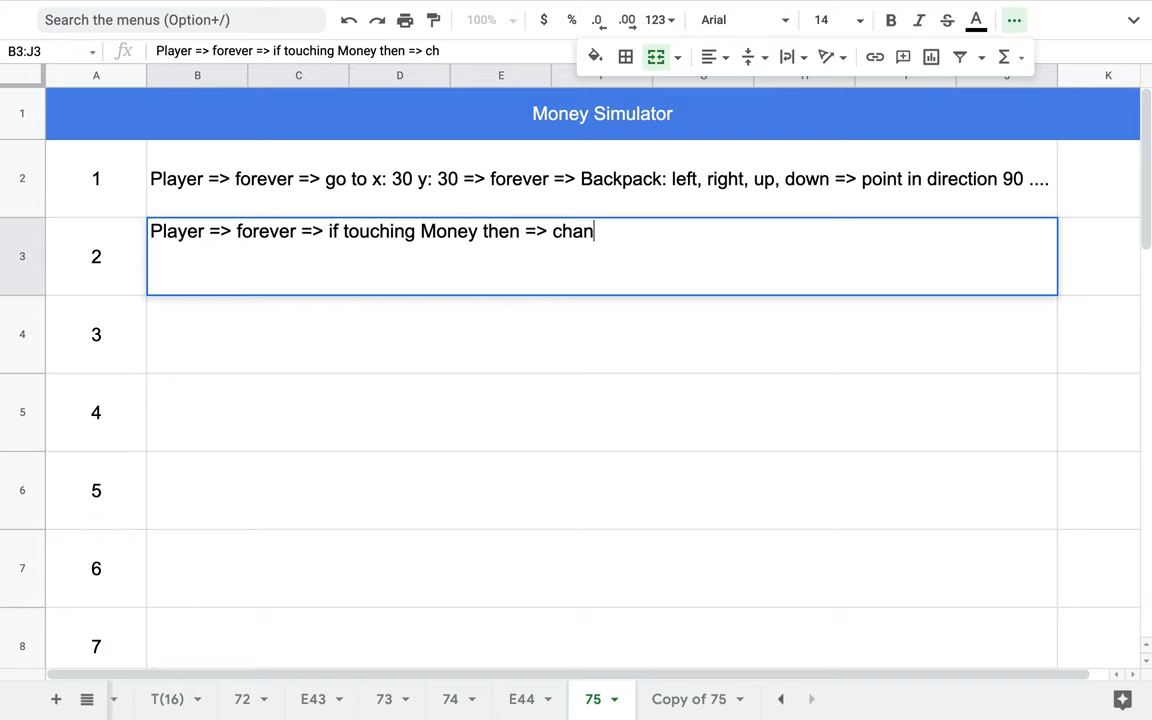 Search the menus (Option+/)
100%
$ % .0 .00 123
Arial
14
B I S A
B3:J3
fx
Player => forever => if touching Money then => ch
A B C D E K
1 Money Simulator
2 1 Player => forever => go to x: 30 y: 30 => forever => Backpack: left, right, up, down => point in direction 90 ....
3 2 Player => forever => if touching Money then => chan
4 3
5 4
6 5
7 6
8 7
T(16) 72 E43 73 74 E44 75 Copy of 75